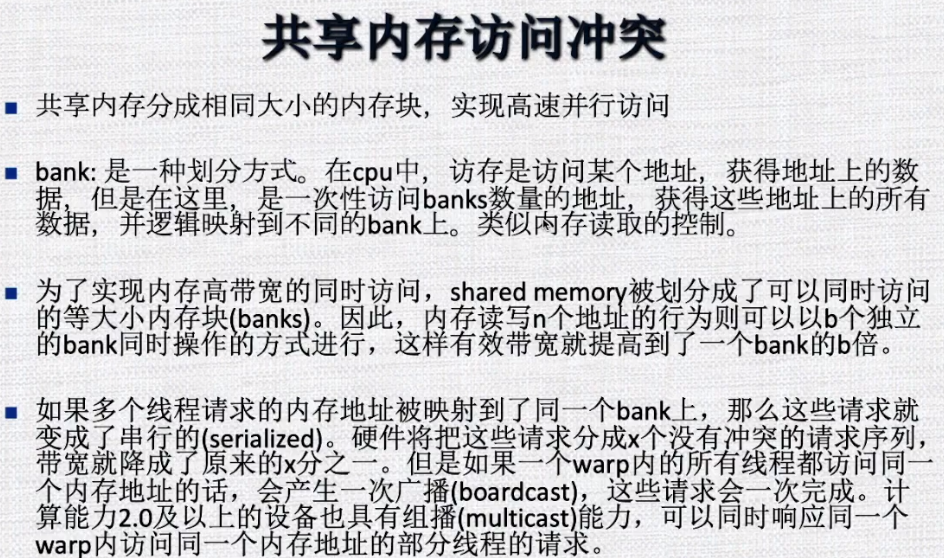 共享内存访问冲突
共享内存分成相同大小的内存块, 实现高速并行访问
bank: 是一种划分方式。在cpu中, 访存是访问某个地址, 获得地址上的数
据, 但是在这里, 是一次性访问banks数量的地址, 获得这些地址上的所有
数据, 并逻辑映射到不同的bank上。类似内存读取的控制。
为了实现内存高带宽的同时访问，shared memory被划分成了可以同时访问
的等大小内存块(banks)。因此，内存读写n个地址的行为则可以以b个独立
的bank同时操作的方式进行，这样有效带宽就提高到了一个bank的b倍。
如果多个线程请求的内存地址被映射到了同一个bank上，那么这些请求就
变成了串行的(serialized)。硬件将把这些请求分成x个没有冲突的请求序列，
带宽就降成了原来的x分之一。但是如果一个warp内的所有线程都访问同一
个内存地址的话，会产生一次广播(boardcast)，这些请求会一次完成。计
算能力2.0及以上的设备也具有组播(multicast)能力，可以同时响应同一个
warp内访问同一个内存地址的部分线程的请求。